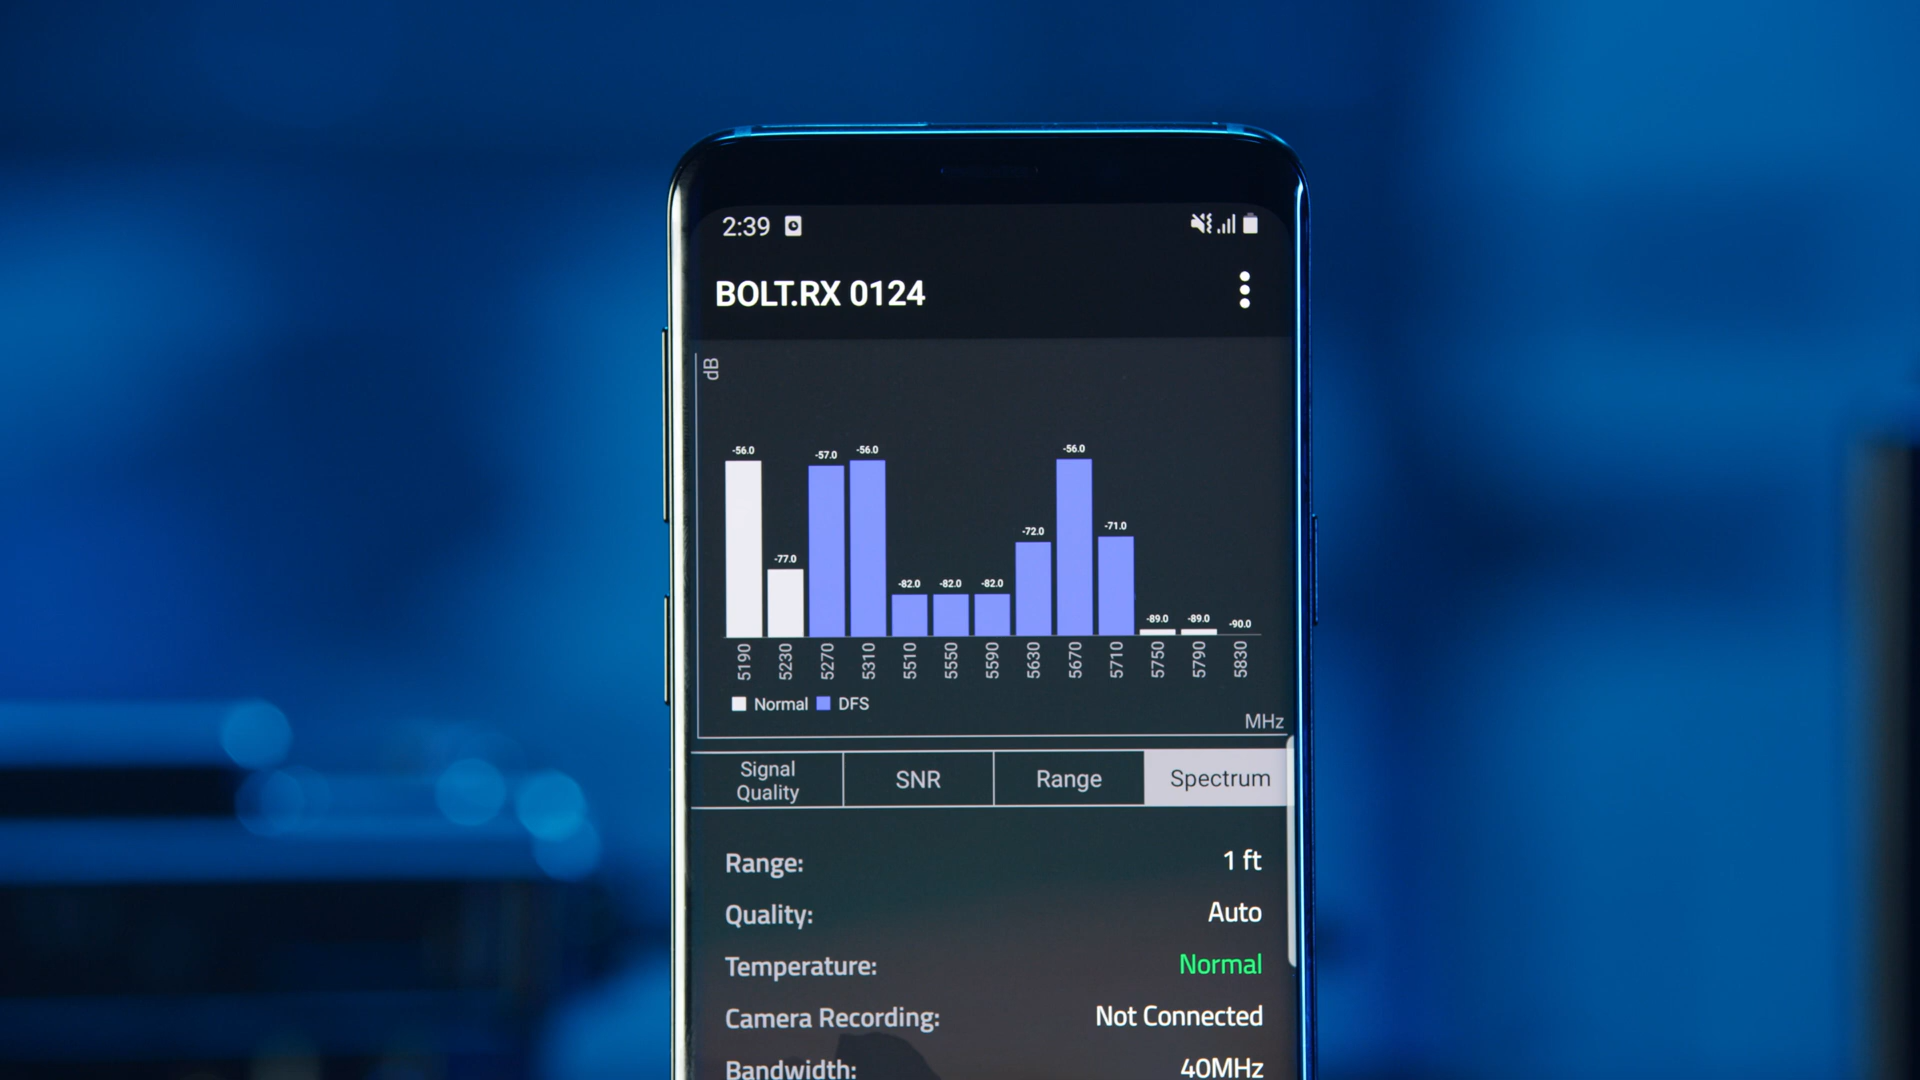 2:39
BOLT.RX 0124
dB
-56.0
-77.0
-57.0
-56.0
-82.0
-82.0
-82.0
-72.0
-56.0
-71.0
-89.0
-89.0
-90.0
5190
5230
5270
5310
5510
5550
5590
5630
5670
5710
5750
5790
5830
Normal DFS
MHz
Signal
Quality
SNR
Range
Spectrum
Range: 1 ft
Quality: Auto
Temperature: Normal
Camera Recording: Not Connected
Bandwidth: 40MHz